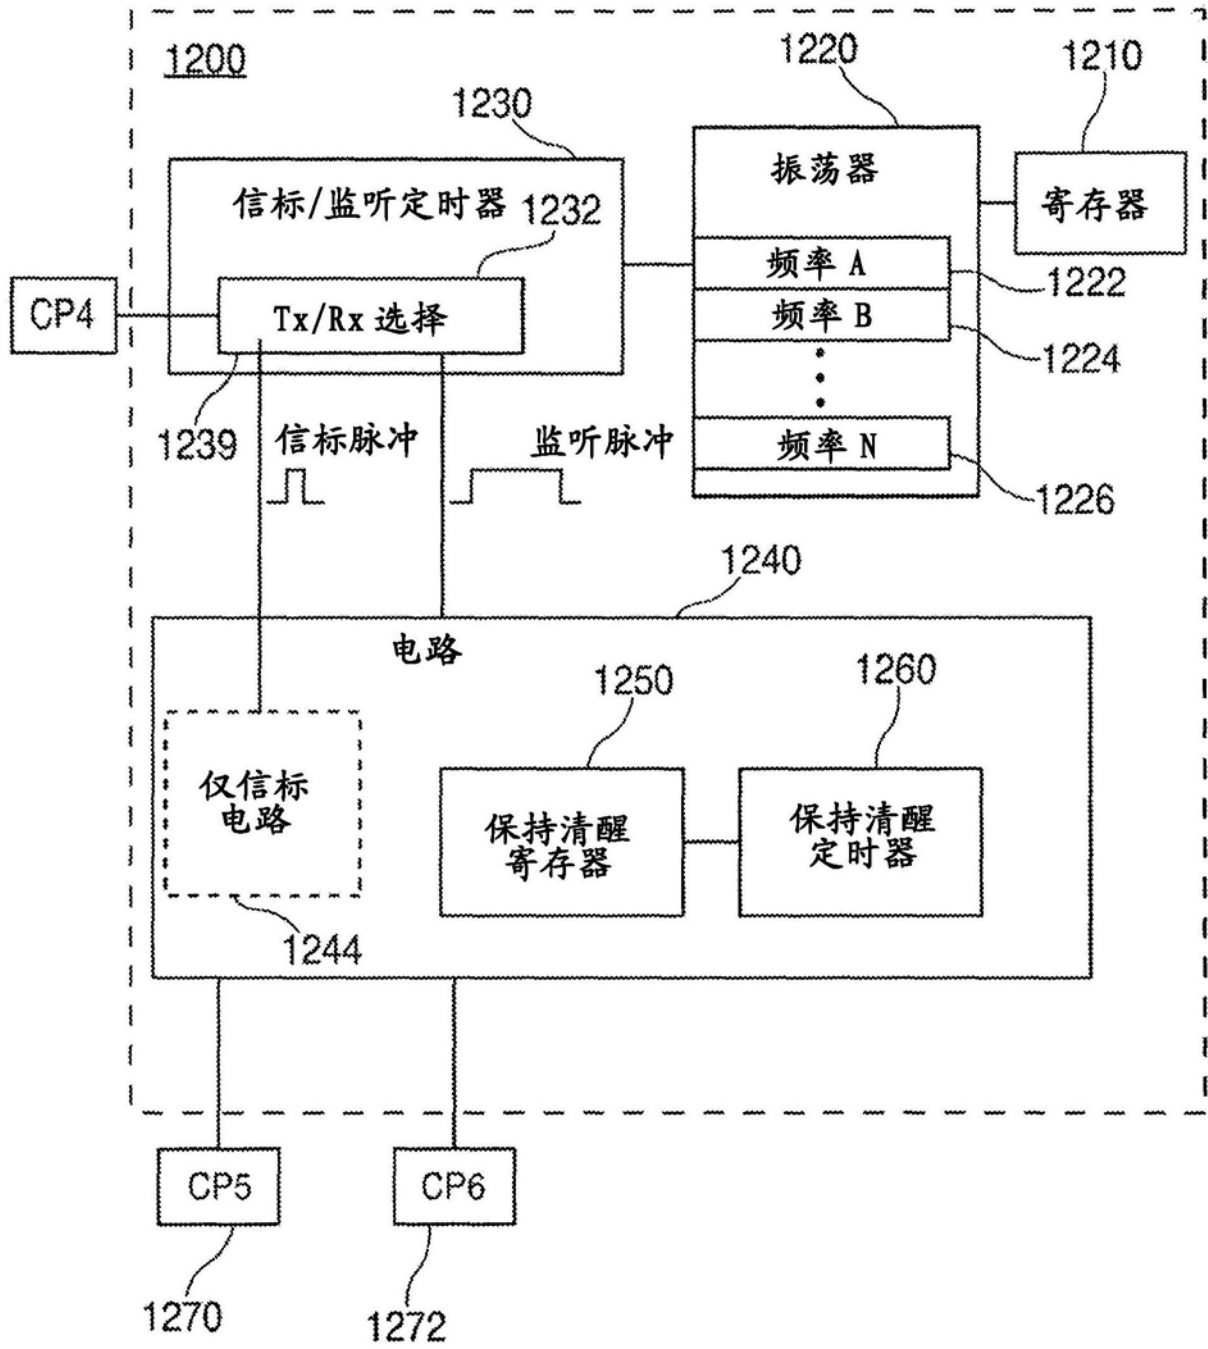 1200
1220
1210
1230
振荡器
寄存器
信标/监听定时器
1232
频率 A
1222
CP4
Tx/Rx 选择
频率 B
1224
1239
信标脉冲
监听脉冲
频率 N
1226
1240
电路
1250
1260
仅信标
电路
保持清醒
寄存器
保持清醒
定时器
1244
CP5
CP6
1270
1272